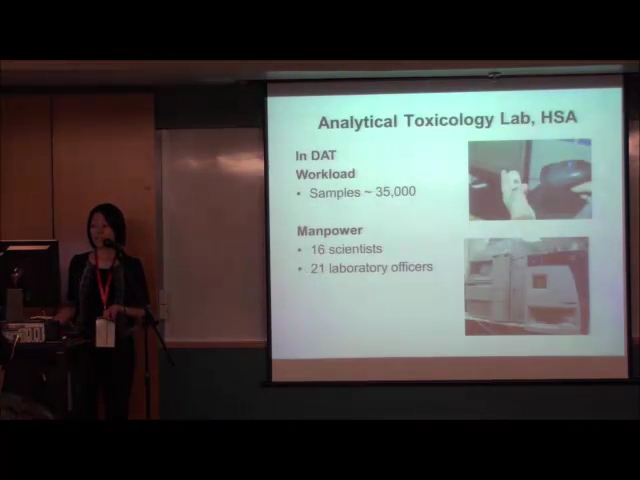 Analytical Toxicology Lab, HSA
In DAT
Workload
• Samples ~ 35,000
Manpower
• 16 scientists
• 21 laboratory officers